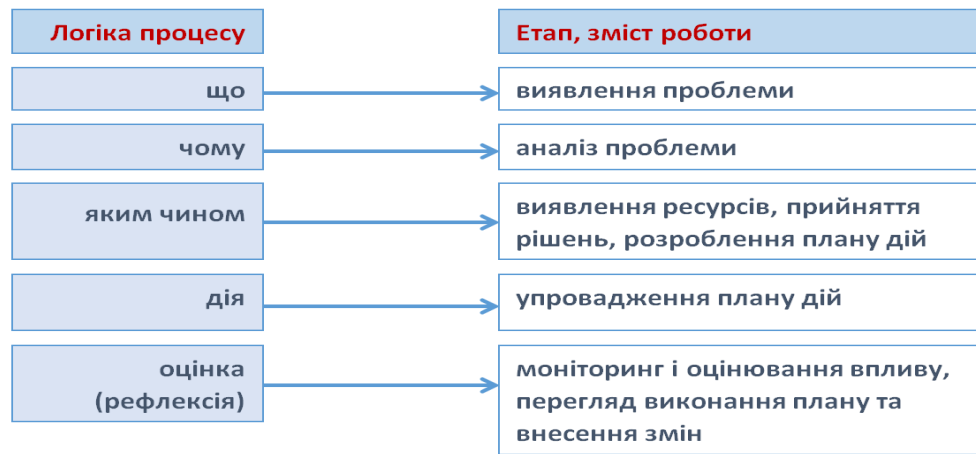 Логіка процесу
Етап, зміст роботи
що
виявлення проблеми
чому
аналіз проблеми
яким чином
виявлення ресурсів, прийняття
рішень, розроблення плану дій
дія
упровадження плану дій
оцінка
(рефлексія)
моніторинг і оцінювання впливу,
перегляд виконання плану та
внесення змін